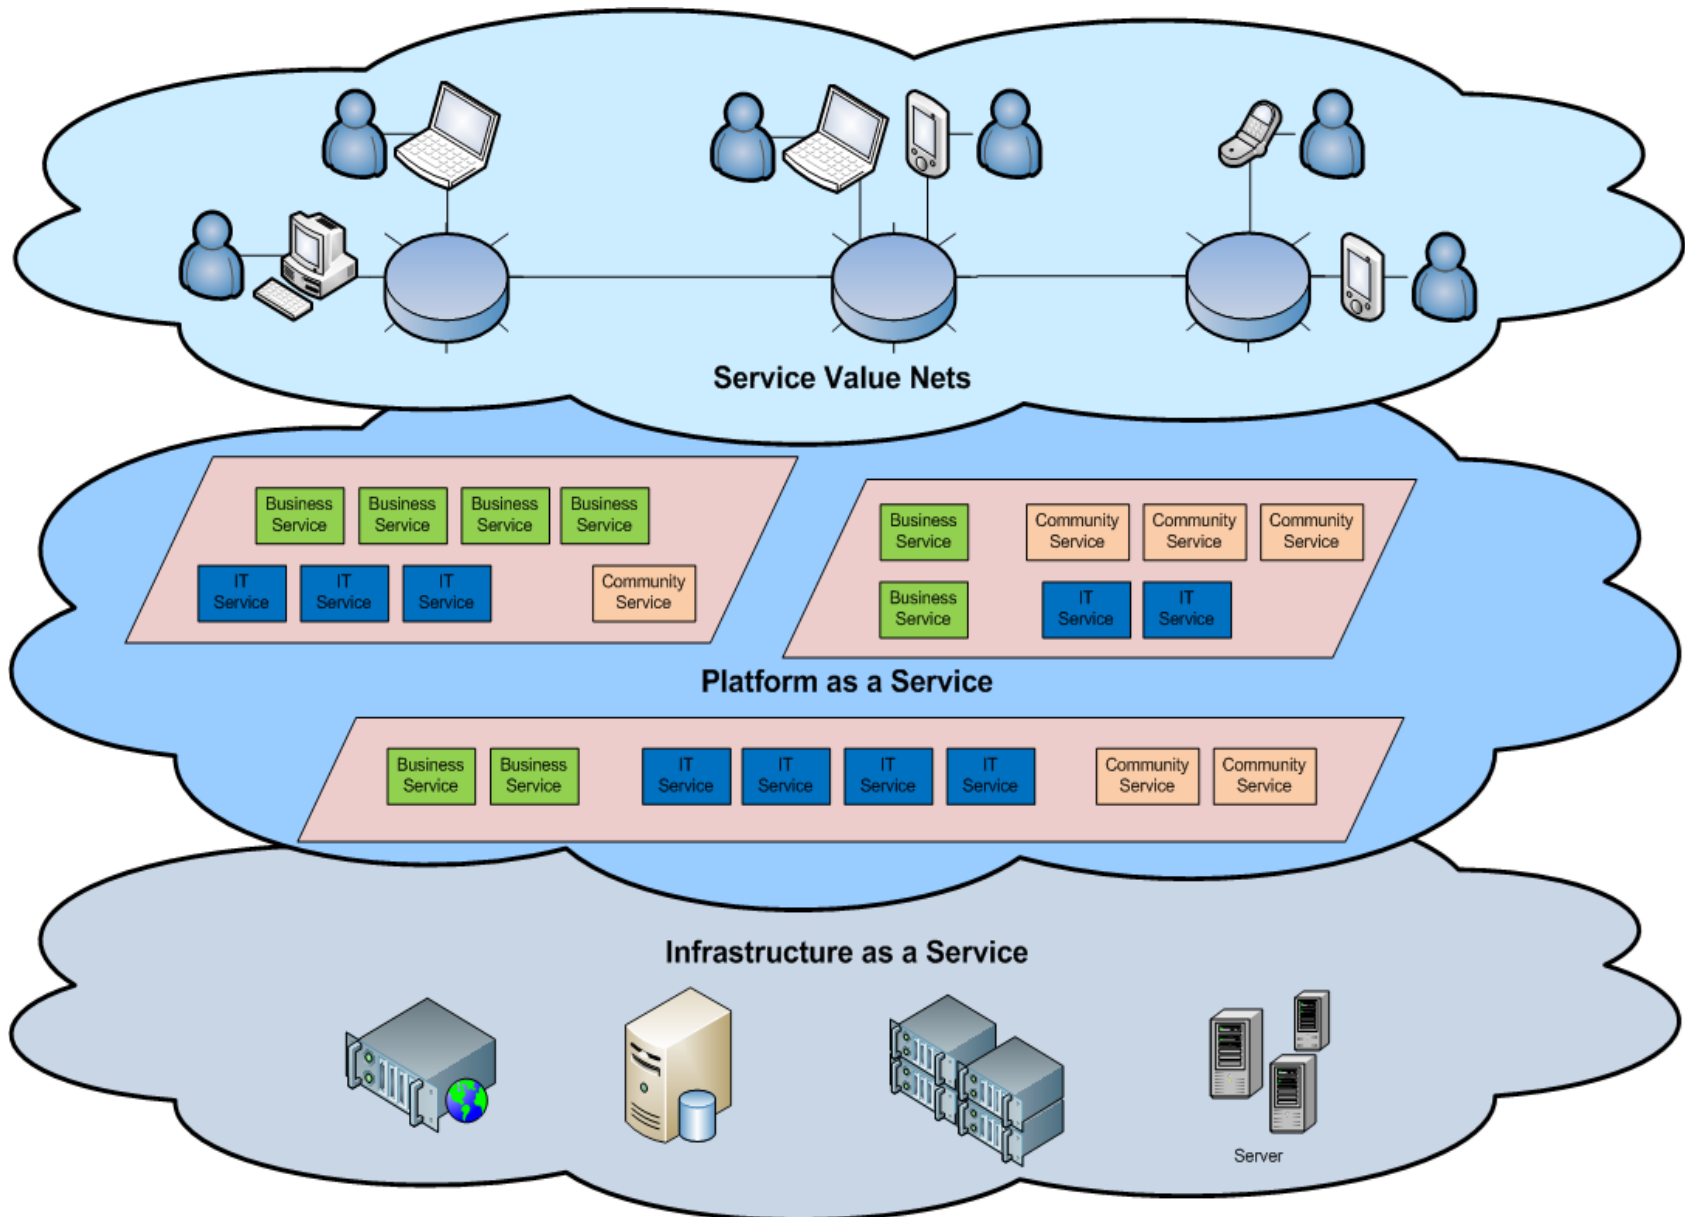 Service Value Nets
Business
Service
Business
Service
Business
Service
Business
Service
IT
Service
IT
Service
IT
Service
Community
Service
Business
Service
Community
Service
Community
Service
Community
Service
Business
Service
IT
Service
IT
Service
Platform as a Service
Business
Service
Business
Service
IT
Service
IT
Service
IT
Service
IT
Service
Community
Service
Community
Service
Infrastructure as a Service
Server